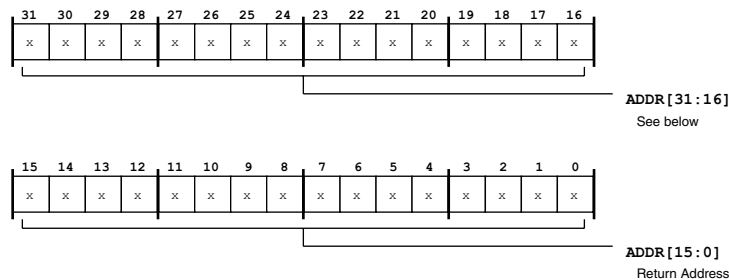 31 30 29 28 27 26 25 24 23 22 21 20 19 18 17 16
x x x x x x x x x x x x x x x x
ADDR[31:16]
See below
15 14 13 12 11 10 9 8 7 6 5 4 3 2 1 0
x x x x x x x x x x x x x x x x
ADDR[15:0]
Return Address